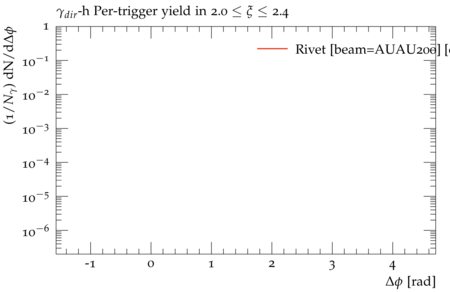 γdir-h Per-trigger yield in 2.0 ≤ ξ ≤ 2.4
1
Rivet [beam=AUAU200] [
10−1
10−2
10−3
10−4
10−5
10−6
(1/Nγ) dN/dΔϕ
-1 0 1 2 3 4
Δϕ [rad]